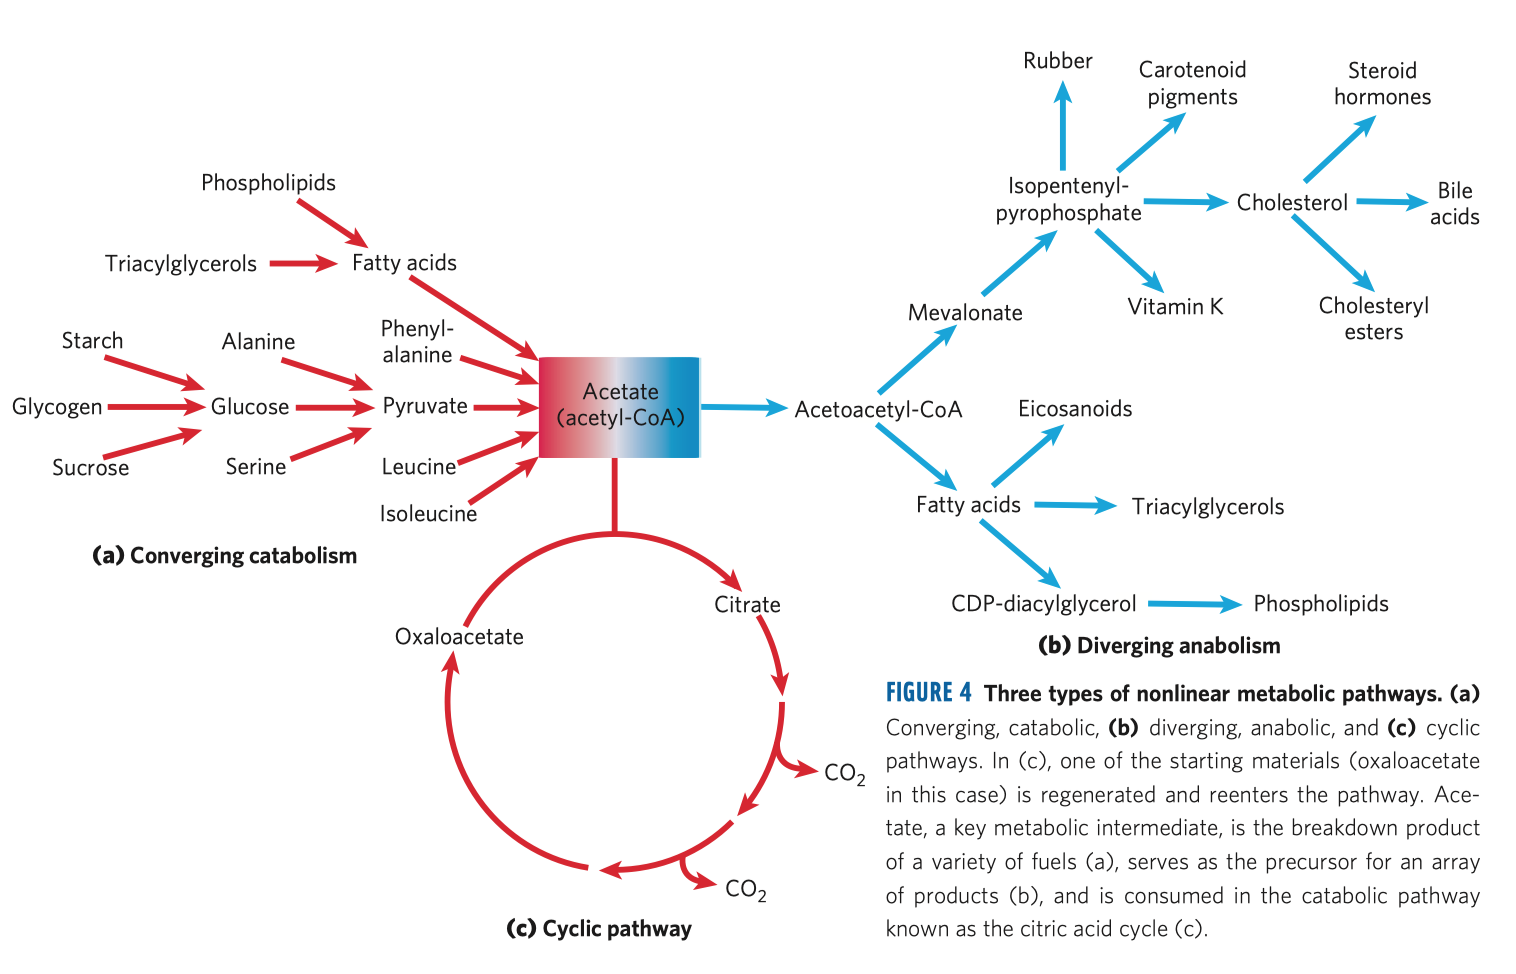 Phospholipids
Triacylglycerols
Fatty acids
Starch
Alanine
Phenyl-
alanine
Glycogen
Glucose
Pyruvate
Sucrose
Serine
Leucine
Isoleucine
(a) Converging catabolism
Acetate
(acetyl-CoA)
Rubber
Carotenoid
pigments
Steroid
hormones
Isopentenyl-
pyrophosphate
Cholesterol
Bile
acids
Mevalonate
Vitamin K
Cholesteryl
esters
Acetoacetyl-CoA
Eicosanoids
Fatty acids
Triacylglycerols
CDP-diacylglycerol
Phospholipids
(b) Diverging anabolism
Citrate
Oxaloacetate
CO₂
CO₂
(c) Cyclic pathway
FIGURE 4 Three types of nonlinear metabolic pathways. (a)
Converging, catabolic, (b) diverging, anabolic, and (c) cyclic
pathways. In (c), one of the starting materials (oxaloacetate
in this case) is regenerated and reenters the pathway. Ace-
tate, a key metabolic intermediate, is the breakdown product
of a variety of fuels (a), serves as the precursor for an array
of products (b), and is consumed in the catabolic pathway
known as the citric acid cycle (c).